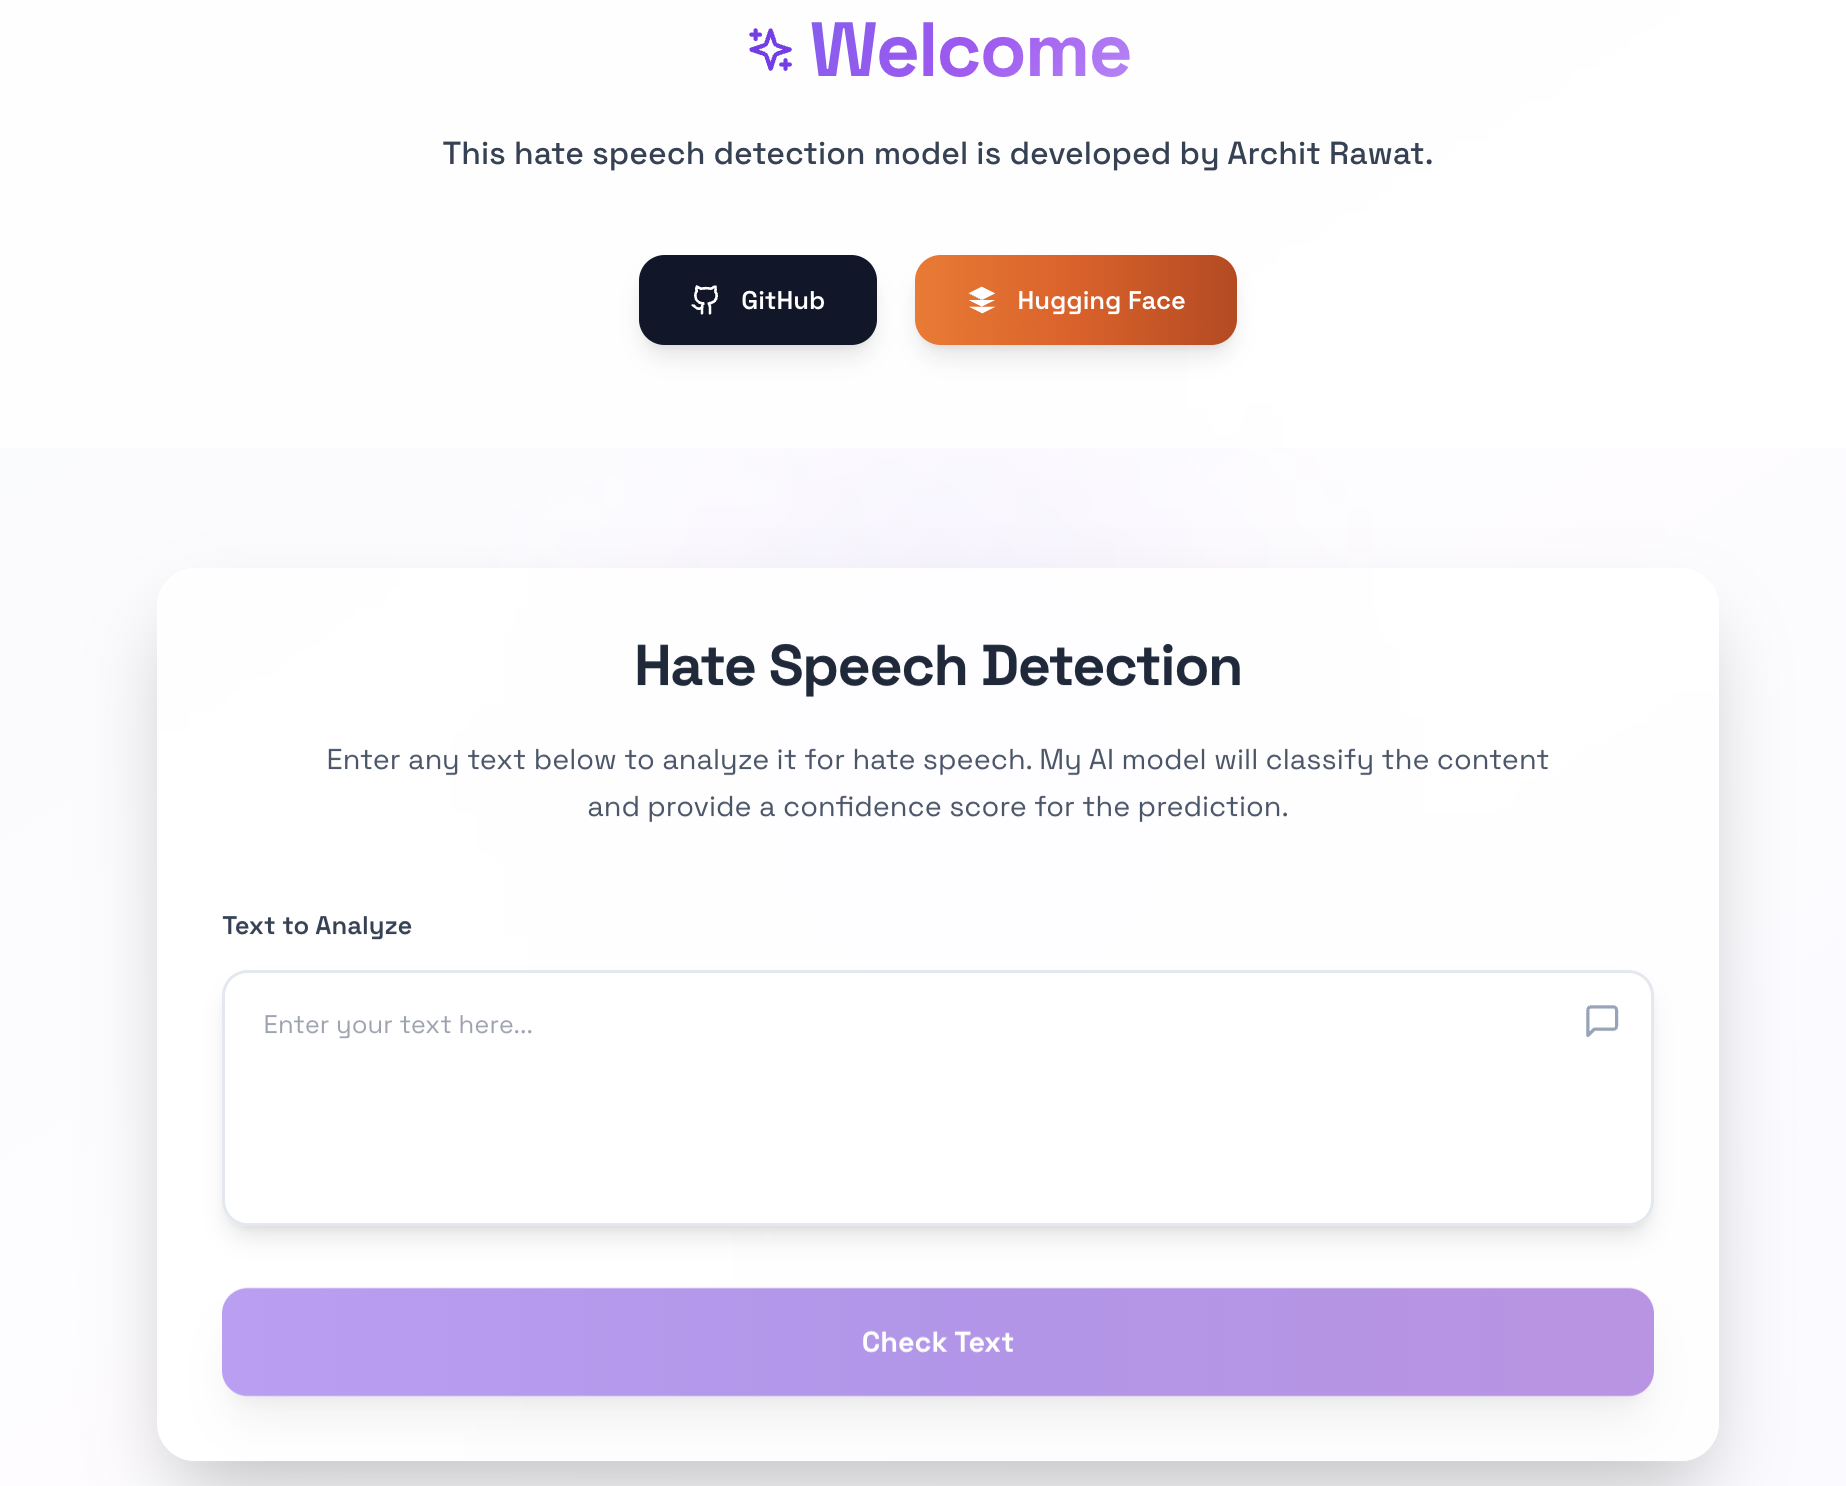 Welcome
This hate speech detection model is developed by Archit Rawat.
GitHub
Hugging Face
Hate Speech Detection
Enter any text below to analyze it for hate speech. My AI model will classify the content
and provide a confidence score for the prediction.
Text to Analyze
Enter your text here...
Check Text